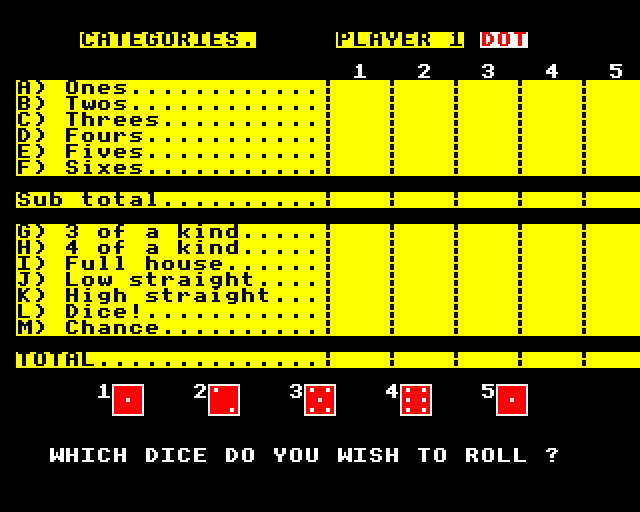 CATEGORIES. PLAYER 1 DOT
1 2 3 4 5
A) Ones............
B) Twos............
C) Threes..........
D) Fours...........
E) Fives...........
F) Sixes...........
Sub total..........
G) 3 of a kind.....
H) 4 of a kind.....
I) Full house......
J) Low straight....
K) High straight...
L) Dice!...........
M) Chance..........
TOTAL..............
1 2 3 4 5
WHICH DICE DO YOU WISH TO ROLL ?